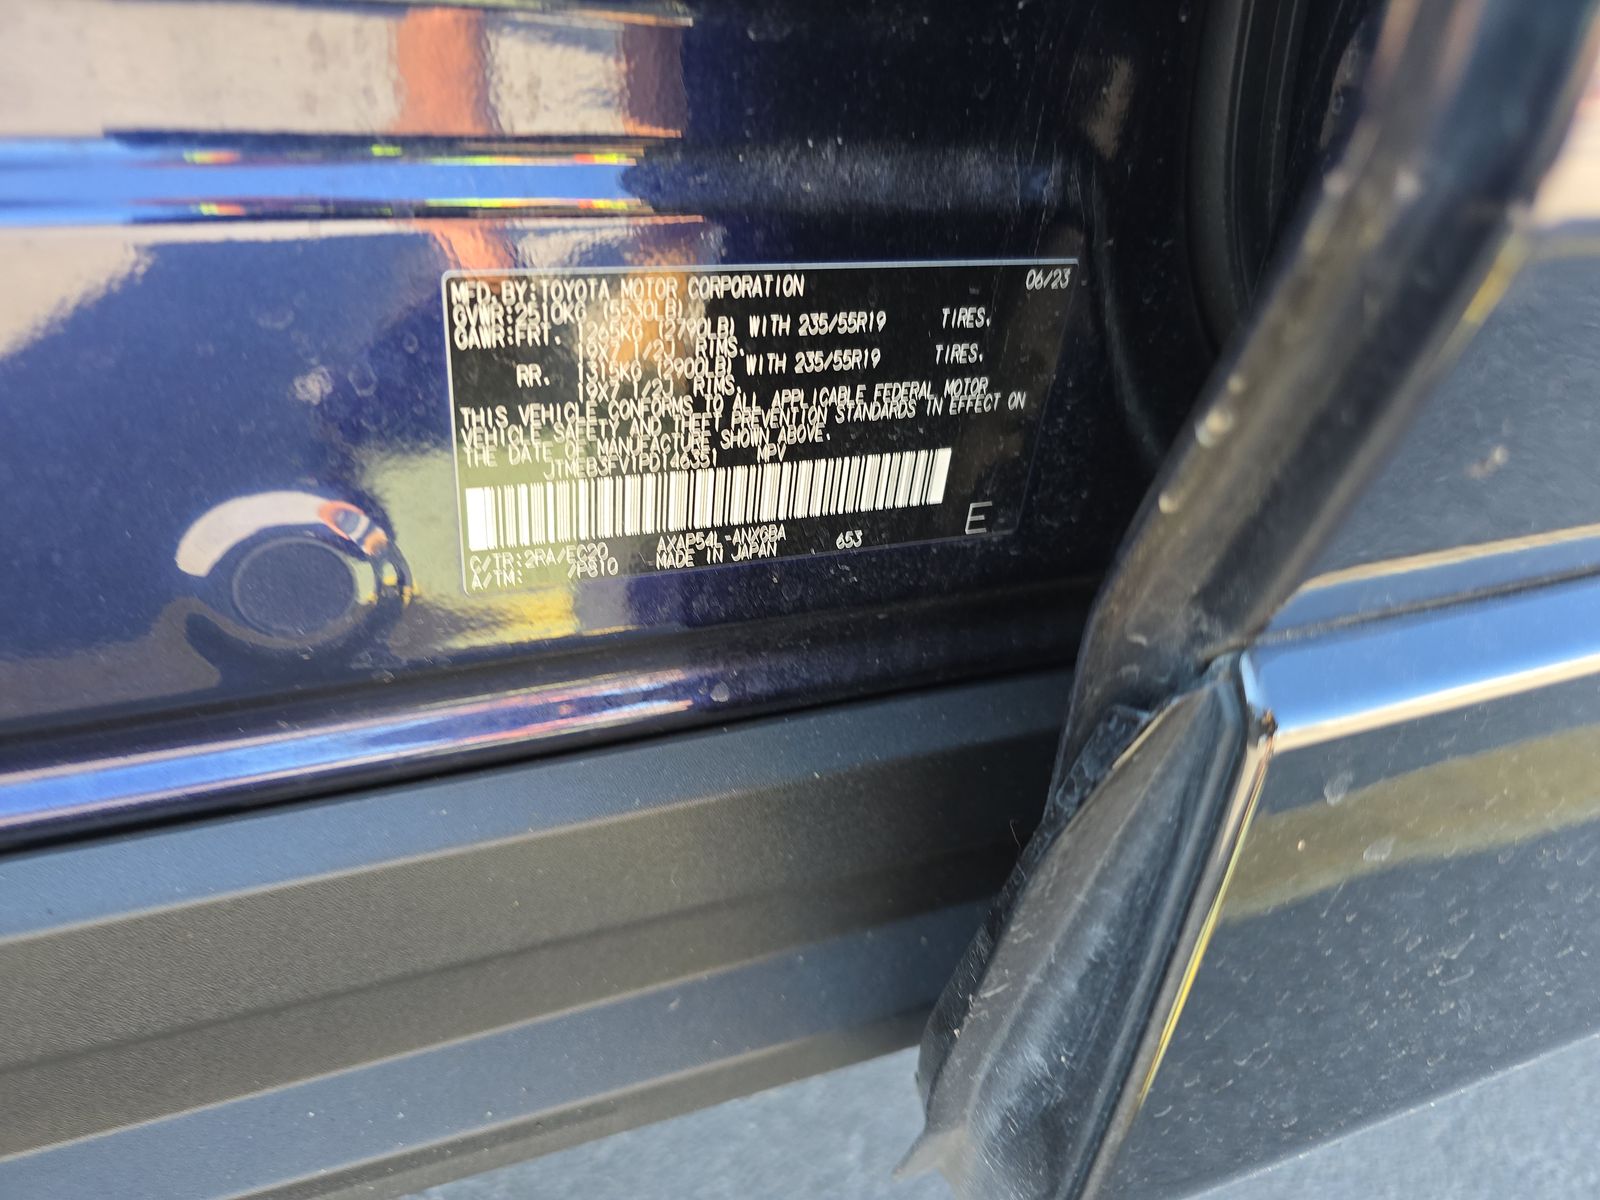 MFD. BY: TOYOTA MOTOR CORPORATION 06/23
GVWR: 2510KG (5530LB)
GAWR: FRT. 1265KG (2790LB) WITH 235/55R19 TIRES,
19X7 1/2J RIMS,
RR. 1315KG (2900LB) WITH 235/55R19 TIRES,
19X7 1/2J RIMS,
THIS VEHICLE CONFORMS TO ALL APPLICABLE FEDERAL MOTOR
VEHICLE SAFETY AND THEFT PREVENTION STANDARDS IN EFFECT ON
THE DATE OF MANUFACTURE SHOWN ABOVE.
JTMEB3FV1PD146351 MPV
E
AXAP54L-ANXGBA 653
C/TR: 2RA/EC20 MADE IN JAPAN
A/TM: /P810